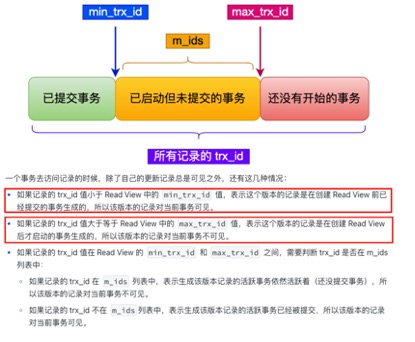 min_trx_id
max_trx_id
m_ids
已提交事务
已启动但未提交的事务
还没有开始的事务
所有记录的 trx_id
一个事务去访问记录的时候，除了自己的更新记录总是可见之外，还有这几种情况：
如果记录的 trx_id 值小于 Read View 中的 min_trx_id 值，表示这个版本的记录是在创建 Read View 前已
经提交的事务生成的，所以该版本的记录对当前事务可见。
如果记录的 trx_id 值大于等于 Read View 中的 max_trx_id 值，表示这个版本的记录是在创建 Read View
后才启动的事务生成的，所以该版本的记录对当前事务不可见。
如果记录的 trx_id 值在 Read View 的 min_trx_id 和 max_trx_id 之间，需要判断 trx_id 是否在 m_ids
列表中：
如果记录的 trx_id 在 m_ids 列表中，表示生成该版本记录的活跃事务依然活跃着（还没提交事务），所
以该版本的记录对当前事务不可见。
如果记录的 trx_id 不在 m_ids 列表中，表示生成该版本记录的活跃事务已经被提交，所以该版本的记录
对当前事务可见。